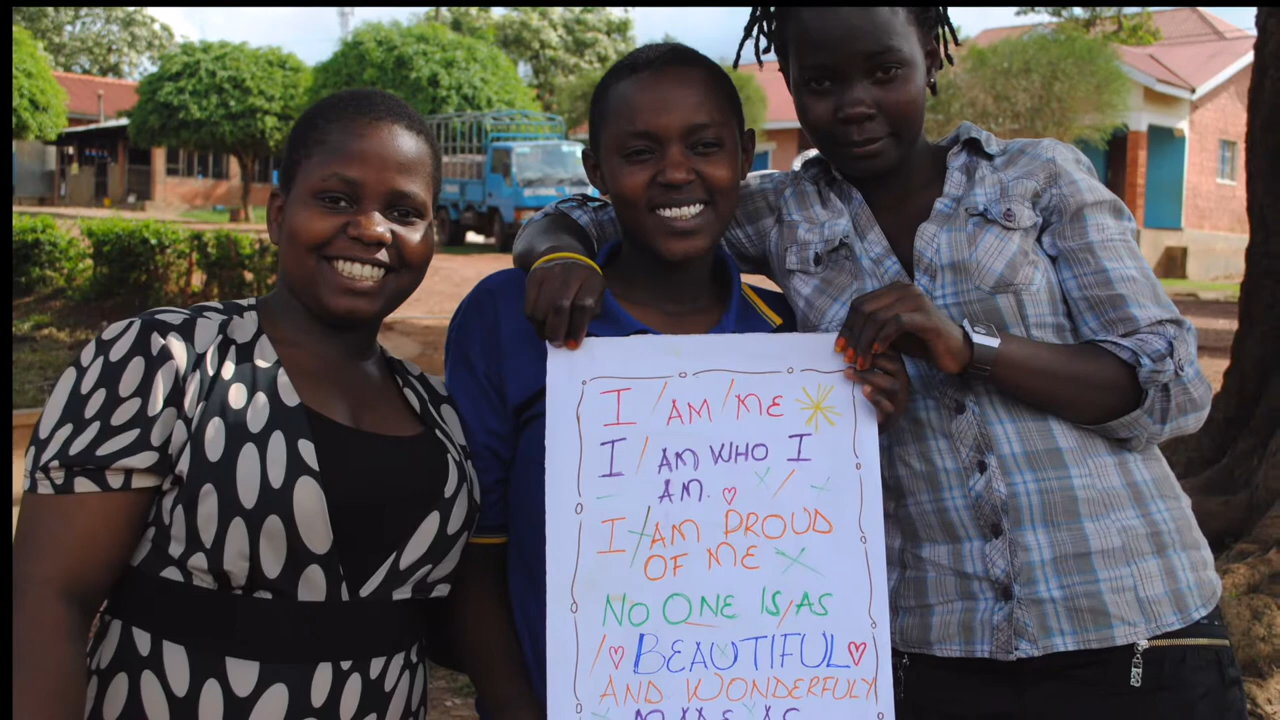 I AM ME
I AM WHO I
AM.
I AM PROUD
OF ME
NO ONE IS AS
BEAUTIFUL
AND WONDERFULY